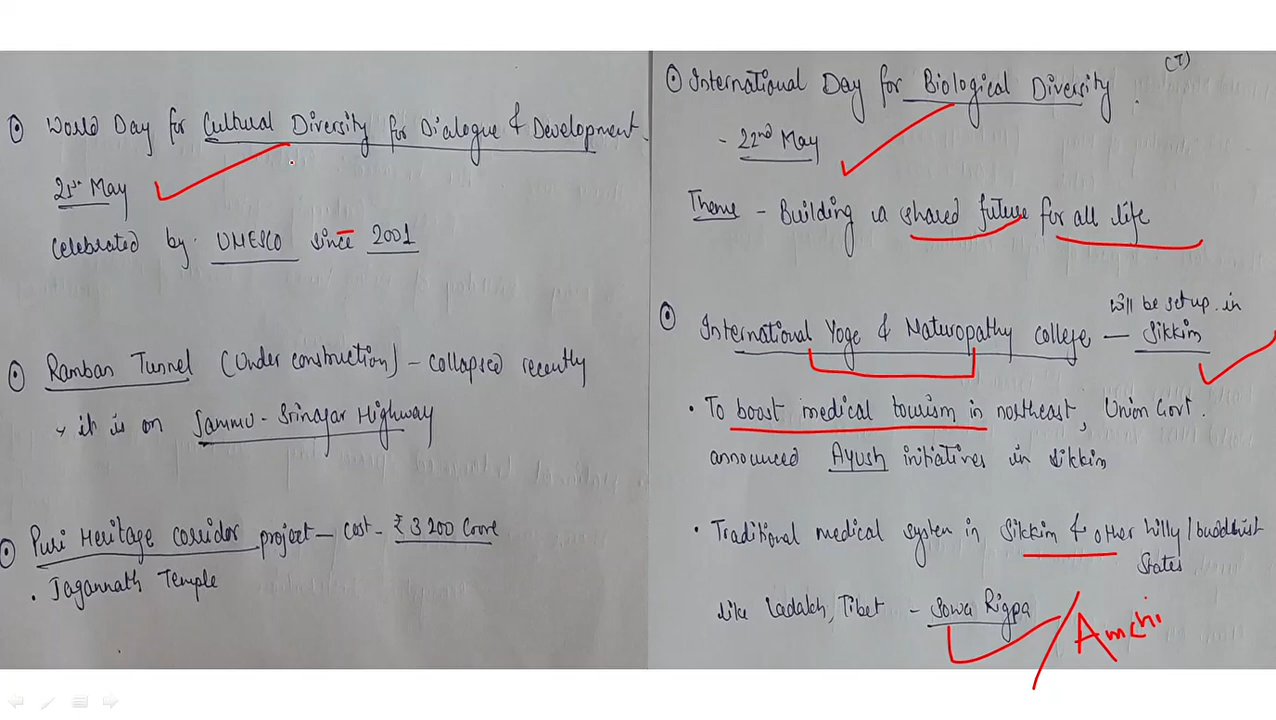 World Day for Cultural Diversity for Dialogue & Development.
21st May
Celebrated by UNESCO since 2001
Ramban Tunnel (Under construction) - Collapsed recently
it is on Jammu - Srinagar Highway
Puri Heritage corridor project - cost - ₹ 3200 Crore
Jagannath Temple
International Day for Biological Diversity.
- 22nd May
Theme - Building a shared future for all life
will be setup in
International Yoge & Naturopathy college - Sikkim
• To boost medical tourism in northeast, Union Govt.
announced Ayush initiatives in Sikkim
• Traditional medical system in Sikkim & other hilly/buddhist
States
like Ladakh, Tibet - Sowa Rigpa
Amchi